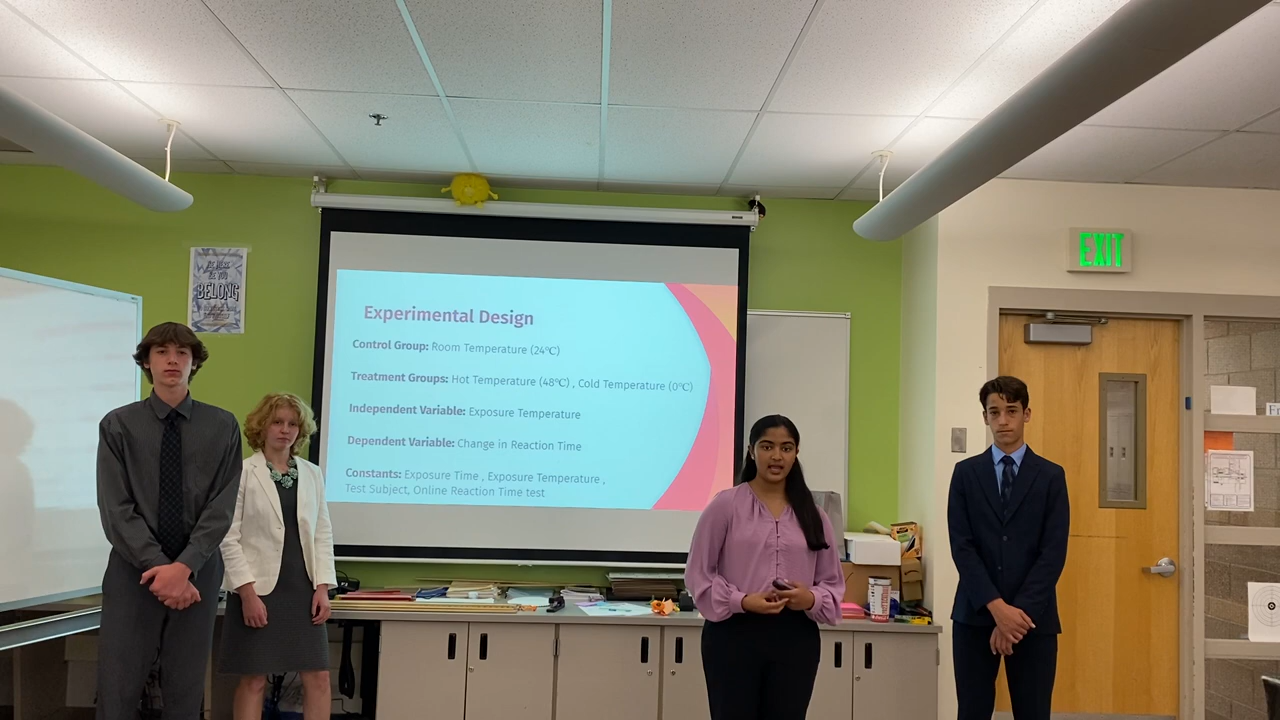 BELONG
EXIT
Experimental Design
Control Group: Room Temperature (24℃)
Treatment Groups: Hot Temperature (48℃) , Cold Temperature (0℃)
Independent Variable: Exposure Temperature
Dependent Variable: Change in Reaction Time
Constants: Exposure Time , Exposure Temperature ,
Test Subject, Online Reaction Time test